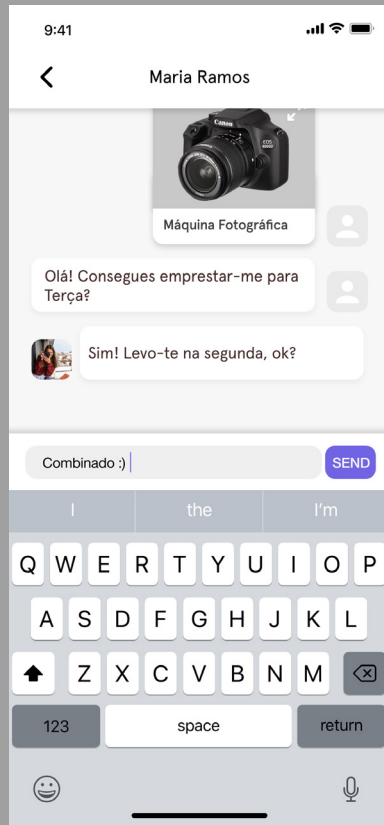 9:41
Maria Ramos
Canon
EOS
4000D
Máquina Fotográfica
Olá! Consegues emprestar-me para
Terça?
Sim! Levo-te na segunda, ok?
Combinado :)
SEND
I the I'm
Q W E R T Y U I O P
A S D F G H J K L
Z X C V B N M
123 space return